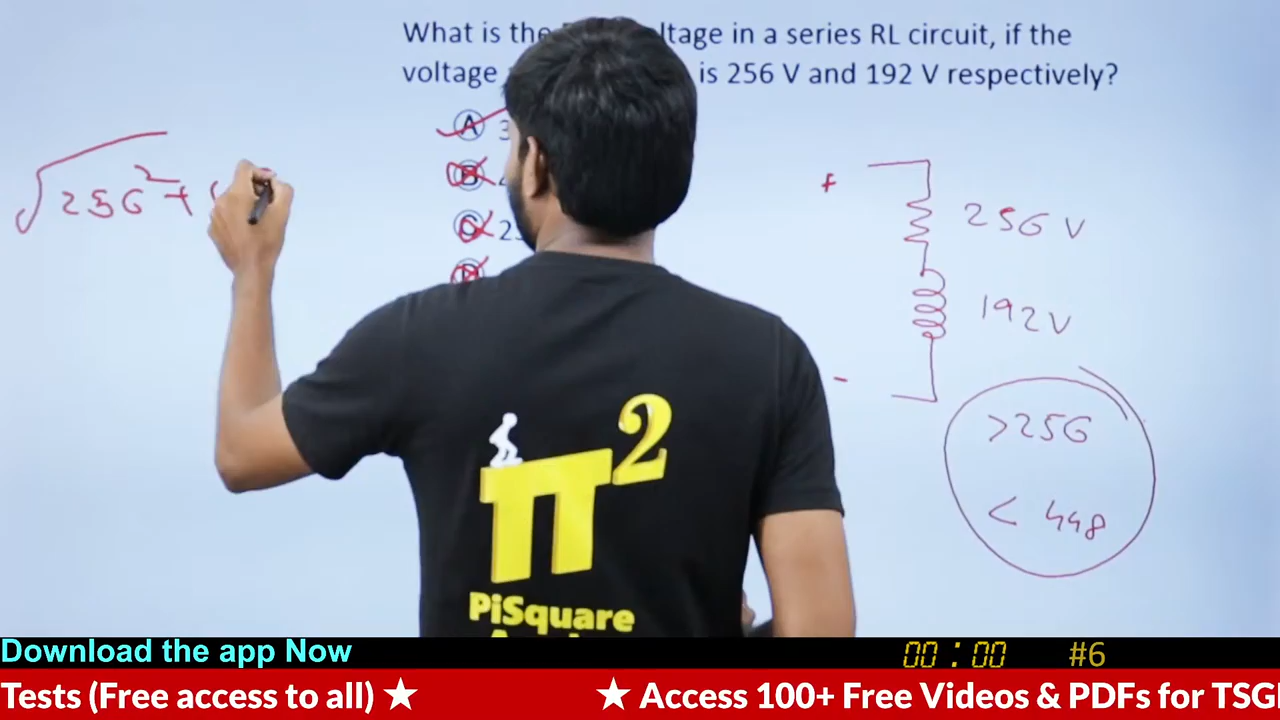 What is the ltage in a series RL circuit, if the
voltage is 256 V and 192 V respectively?
A 3
B
C 2
√256² +
+
256 V
192 V
-
>256
< 448
π2
PiSquare
Download the app Now
00:00 #6
Tests (Free access to all) ★ ★ Access 100+ Free Videos & PDFs for TSG